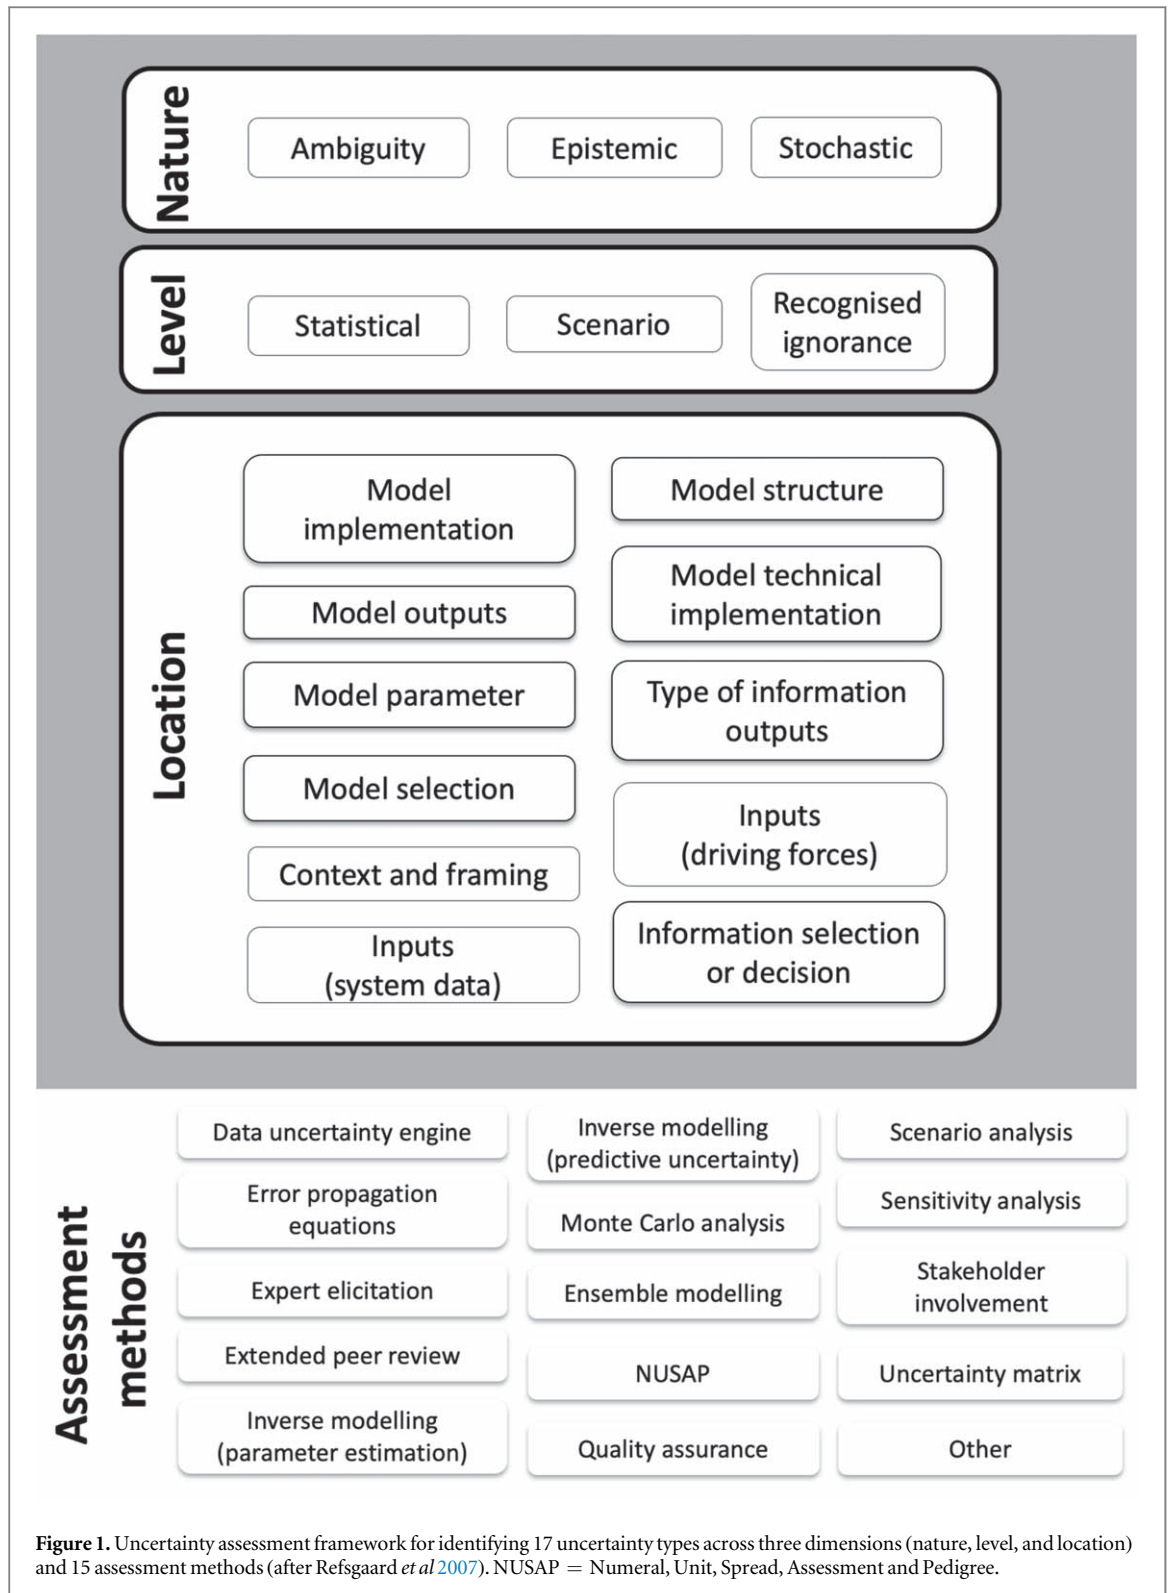 Nature
Ambiguity
Epistemic
Stochastic
Level
Statistical
Scenario
Recognised
ignorance
Location
Model
implementation
Model outputs
Model parameter
Model selection
Context and framing
Inputs
(system data)
Model structure
Model technical
implementation
Type of information
outputs
Inputs
(driving forces)
Information selection
or decision
Assessment
methods
Data uncertainty engine
Error propagation
equations
Expert elicitation
Extended peer review
Inverse modelling
(parameter estimation)
Inverse modelling
(predictive uncertainty)
Monte Carlo analysis
Ensemble modelling
NUSAP
Quality assurance
Scenario analysis
Sensitivity analysis
Stakeholder
involvement
Uncertainty matrix
Other
Figure 1. Uncertainty assessment framework for identifying 17 uncertainty types across three dimensions (nature, level, and location)
and 15 assessment methods (after Refsgaard et al 2007). NUSAP = Numeral, Unit, Spread, Assessment and Pedigree.